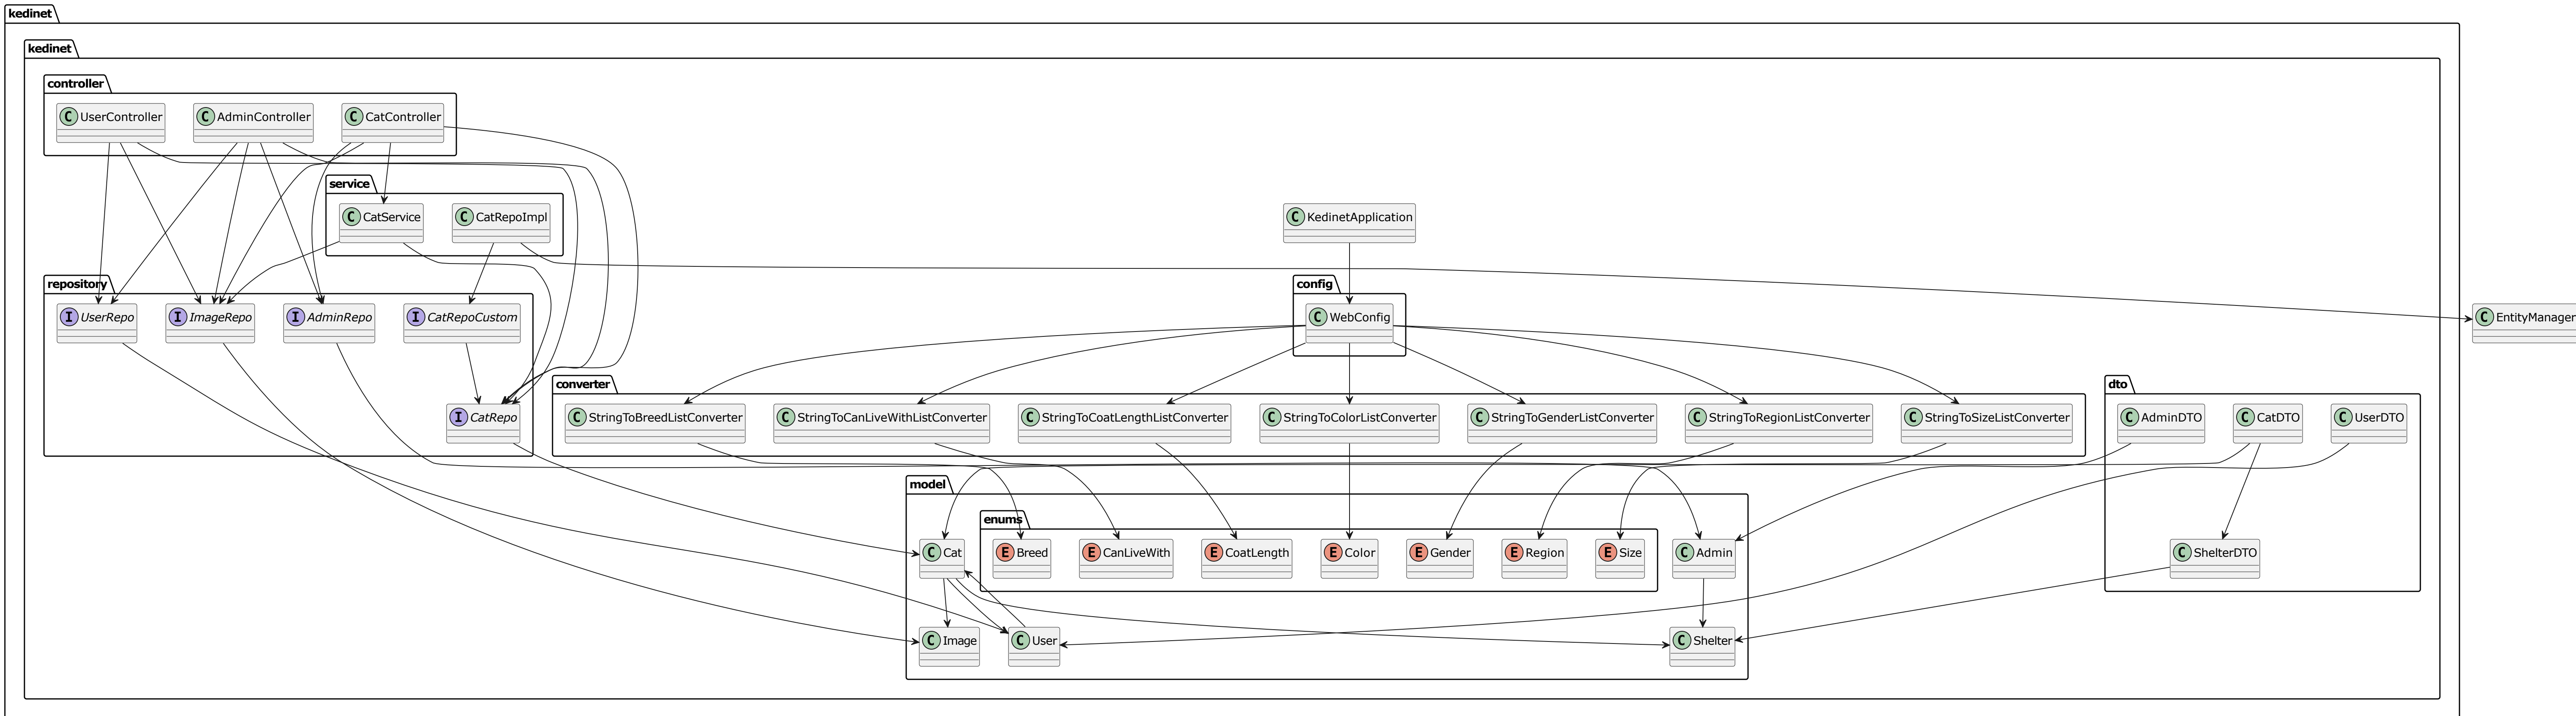 kedinet
kedinet
controller
C UserController
C AdminController
C CatController
service
C CatService
C CatRepoImpl
C KedinetApplication
repository
I UserRepo
I ImageRepo
I AdminRepo
I CatRepoCustom
I CatRepo
config
C WebConfig
C EntityManager
converter
C StringToBreedListConverter
C StringToCanLiveWithListConverter
C StringToCoatLengthListConverter
C StringToColorListConverter
C StringToGenderListConverter
C StringToRegionListConverter
C StringToSizeListConverter
dto
C AdminDTO
C CatDTO
C UserDTO
C ShelterDTO
model
enums
C Cat
E Breed
E CanLiveWith
E CoatLength
E Color
E Gender
E Region
E Size
C Admin
C Image
C User
C Shelter